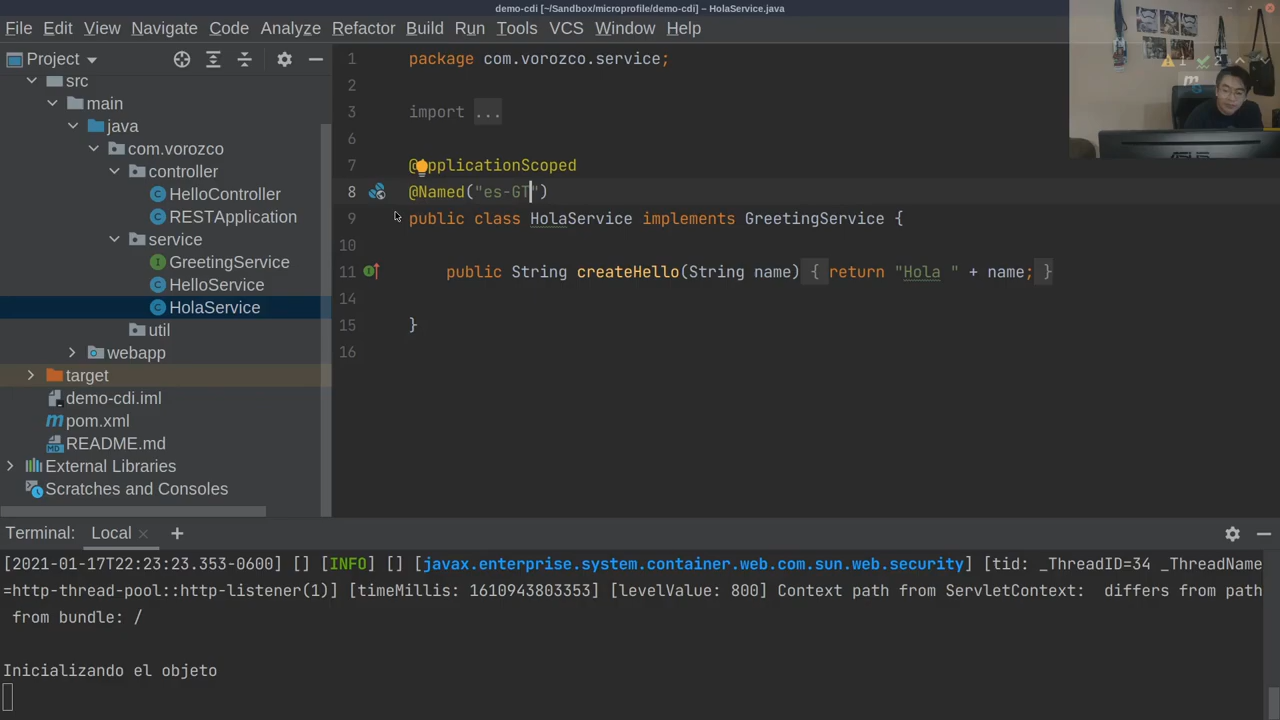 demo-cdi [~/Sandbox/microprofile/demo-cdi] – HolaService.java
File Edit View Navigate Code Analyze Refactor Build Run Tools VCS Window Help
Project
src
main
java
com.vorozco
controller
HelloController
RESTApplication
service
GreetingService
HelloService
HolaService
util
webapp
target
demo-cdi.iml
pom.xml
README.md
External Libraries
Scratches and Consoles
1 package com.vorozco.service;
2
3 import ...
6
7 @ApplicationScoped
8 @Named("es-GT")
9 public class HolaService implements GreetingService {
10
11 public String createHello(String name) { return "Hola " + name; }
14
15 }
16
Terminal: Local
[2021-01-17T22:23:23.353-0600] [] [INFO] [] [javax.enterprise.system.container.web.com.sun.web.security] [tid: _ThreadID=34 _ThreadName
=http-thread-pool::http-listener(1)] [timeMillis: 1610943803353] [levelValue: 800] Context path from ServletContext:  differs from path
from bundle: /
Inicializando el objeto